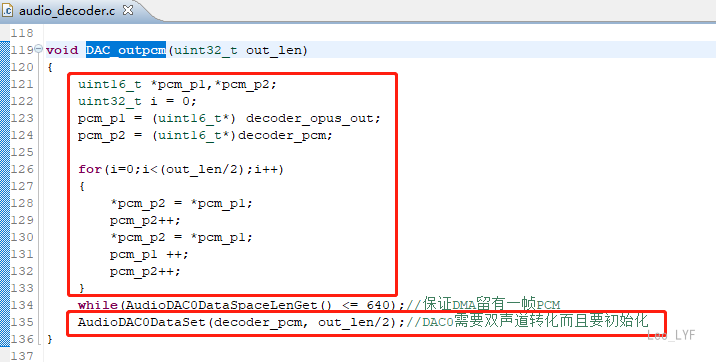 audio_decoder.c
118
119 void DAC_outpcm(uint32_t out_len)
120 {
121 uint16_t *pcm_p1,*pcm_p2;
122 uint32_t i = 0;
123 pcm_p1 = (uint16_t*) decoder_opus_out;
124 pcm_p2 = (uint16_t*)decoder_pcm;
125
126 for(i=0;i<(out_len/2);i++)
127 {
128 *pcm_p2 = *pcm_p1;
129 pcm_p2++;
130 *pcm_p2 = *pcm_p1;
131 pcm_p1 ++;
132 pcm_p2++;
133 }
134 while(AudioDAC0DataSpaceLenGet() <= 640);//保证DMA留有一帧PCM
135 AudioDAC0DataSet(decoder_pcm, out_len/2);//DAC0需要双声道转化而且要初始化
136 }